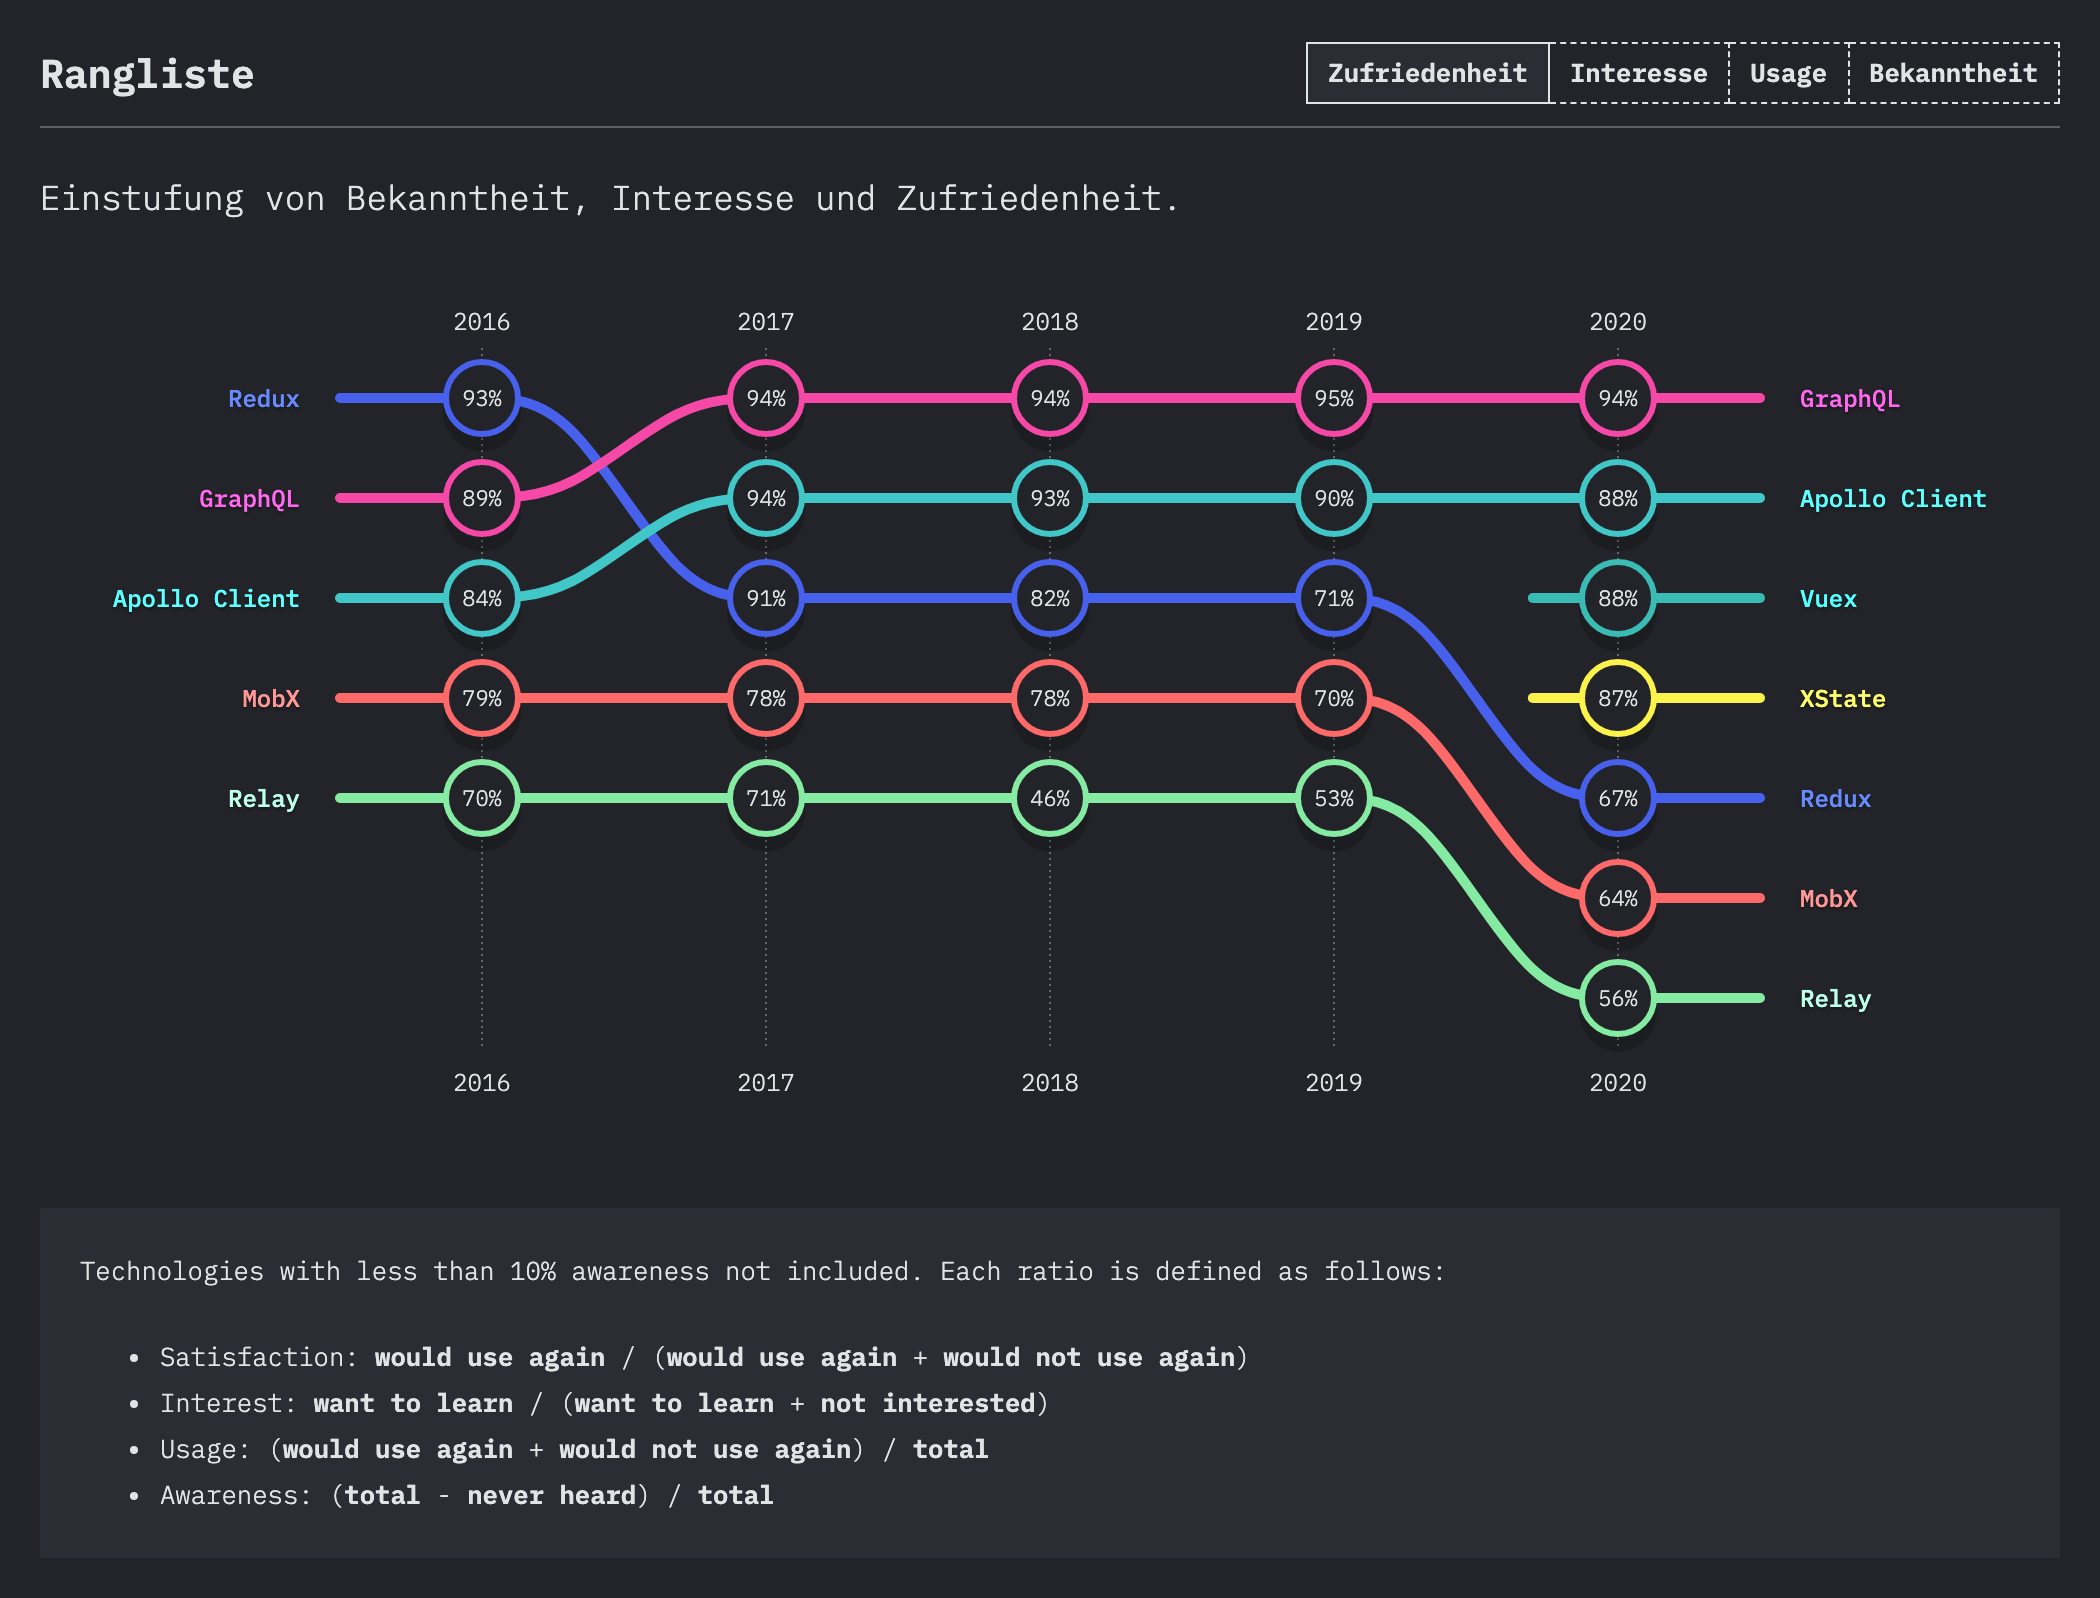 Rangliste
Zufriedenheit Interesse Usage Bekanntheit
Einstufung von Bekanntheit, Interesse und Zufriedenheit.
2016 2017 2018 2019 2020
Redux 93% 94% 94% 95% 94% GraphQL
GraphQL 89% 94% 93% 90% 88% Apollo Client
Apollo Client 84% 91% 82% 71% 88% Vuex
MobX 79% 78% 78% 70% 87% XState
Relay 70% 71% 46% 53% 67% Redux
64% MobX
56% Relay
2016 2017 2018 2019 2020
Technologies with less than 10% awareness not included. Each ratio is defined as follows:
• Satisfaction: would use again / (would use again + would not use again)
• Interest: want to learn / (want to learn + not interested)
• Usage: (would use again + would not use again) / total
• Awareness: (total - never heard) / total